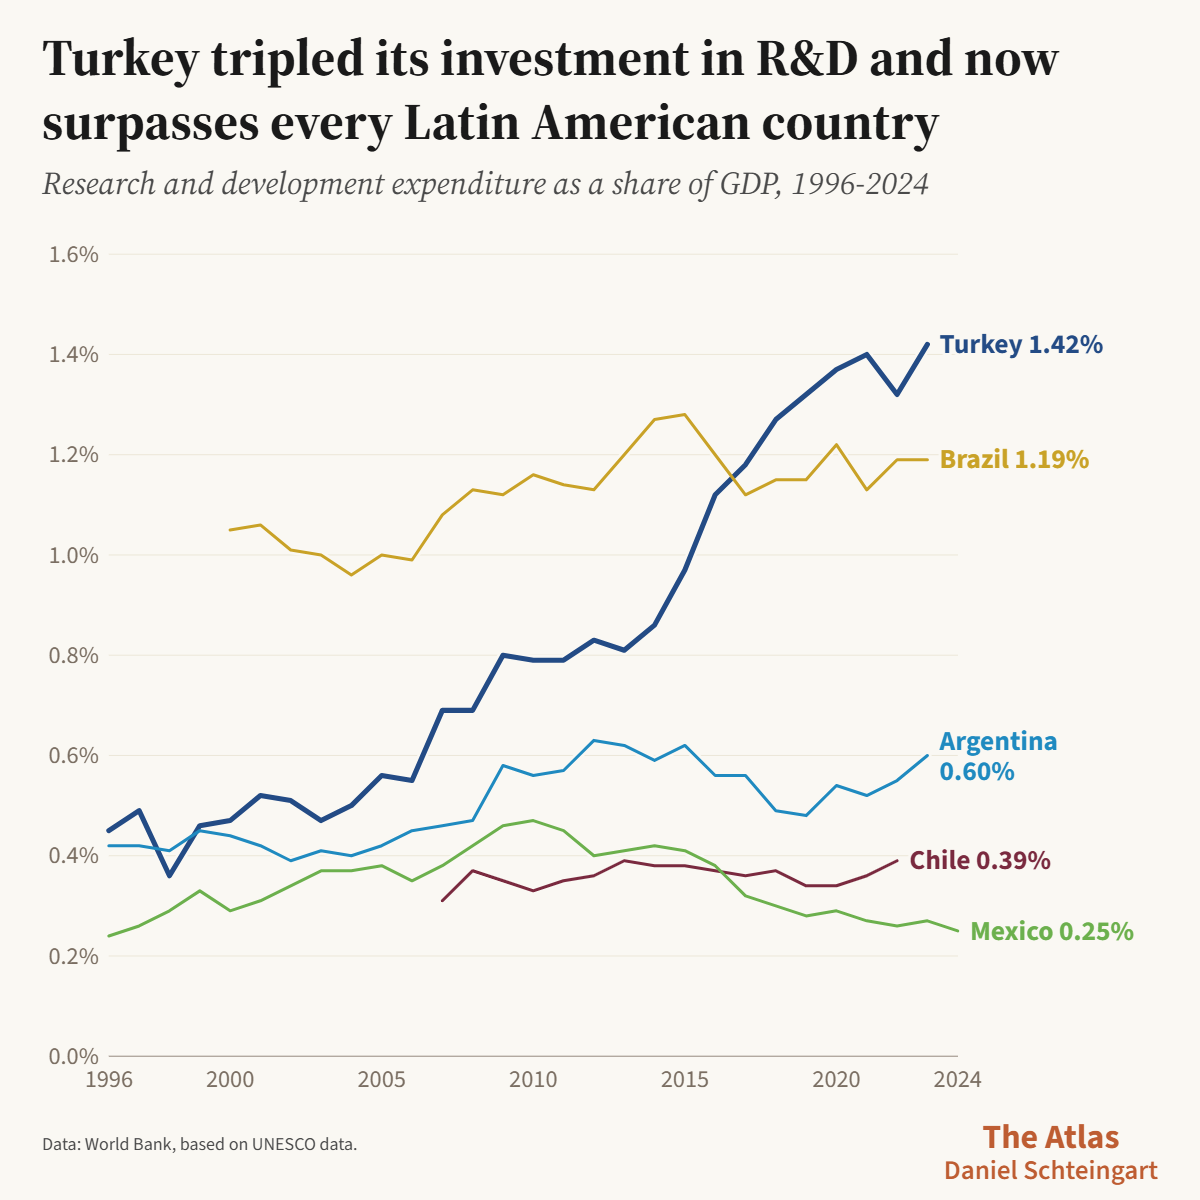 Turkey tripled its investment in R&D and now
surpasses every Latin American country
Research and development expenditure as a share of GDP, 1996-2024
1.6%
1.4%
1.2%
1.0%
0.8%
0.6%
0.4%
0.2%
0.0%
Turkey 1.42%
Brazil 1.19%
Argentina
0.60%
Chile 0.39%
Mexico 0.25%
1996 2000 2005 2010 2015 2020 2024
Data: World Bank, based on UNESCO data.
The Atlas
Daniel Schteingart